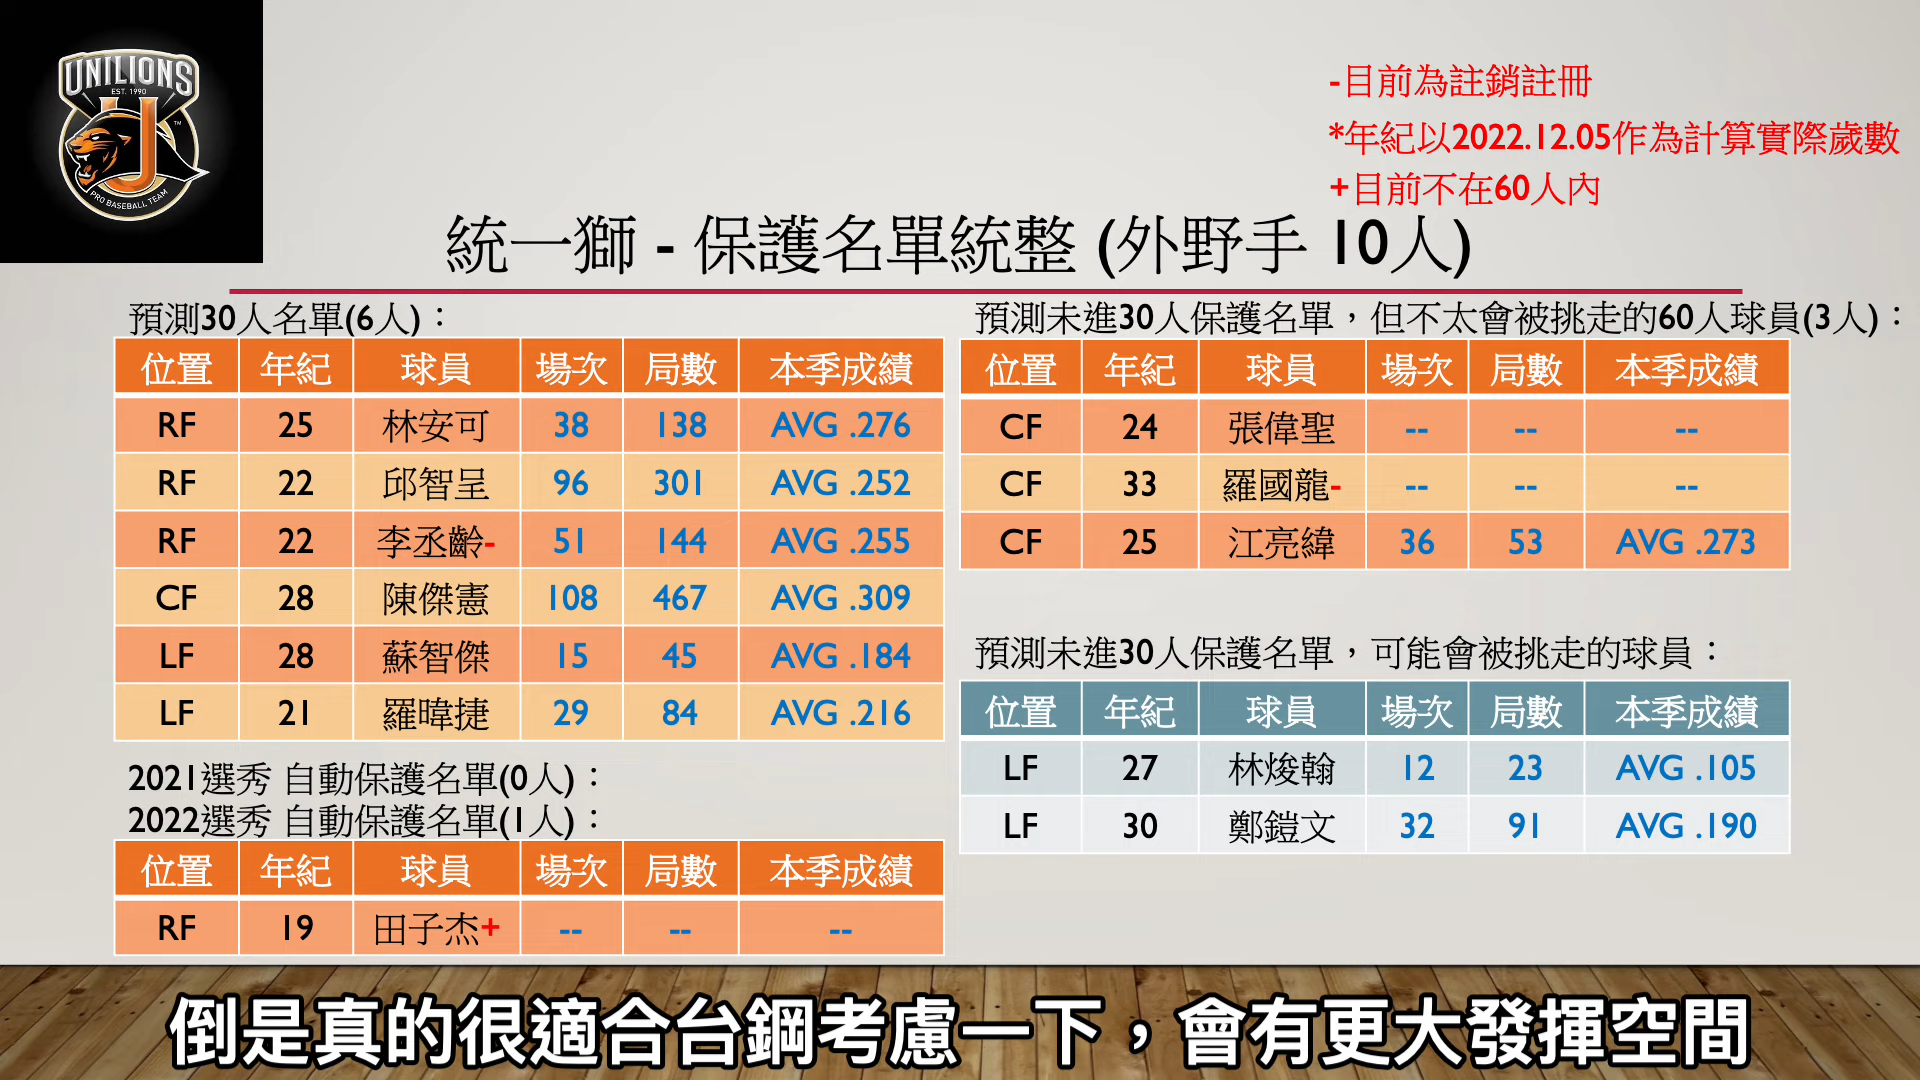 UNILIONS
EST. 1990
U
TM
PRO BASEBALL TEAM
-目前為註銷註冊
*年紀以2022.12.05作為計算實際歲數
+目前不在60人內
統一獅 - 保護名單統整 (外野手 10人)
預測30人名單(6人)：
位置 年紀 球員 場次 局數 本季成績
RF 25 林安可 38 138 AVG .276
RF 22 邱智呈 96 301 AVG .252
RF 22 李丞齡- 51 144 AVG .255
CF 28 陳傑憲 108 467 AVG .309
LF 28 蘇智傑 15 45 AVG .184
LF 21 羅暐捷 29 84 AVG .216
2021選秀 自動保護名單(0人)：
2022選秀 自動保護名單(1人)：
位置 年紀 球員 場次 局數 本季成績
RF 19 田子杰+ -- -- --
預測未進30人保護名單，但不太會被挑走的60人球員(3人)：
位置 年紀 球員 場次 局數 本季成績
CF 24 張偉聖 -- -- --
CF 33 羅國龍- -- -- --
CF 25 江亮緯 36 53 AVG .273
預測未進30人保護名單，可能會被挑走的球員：
位置 年紀 球員 場次 局數 本季成績
LF 27 林焌翰 12 23 AVG .105
LF 30 鄭鎧文 32 91 AVG .190
倒是真的很適合台鋼考慮一下，會有更大發揮空間